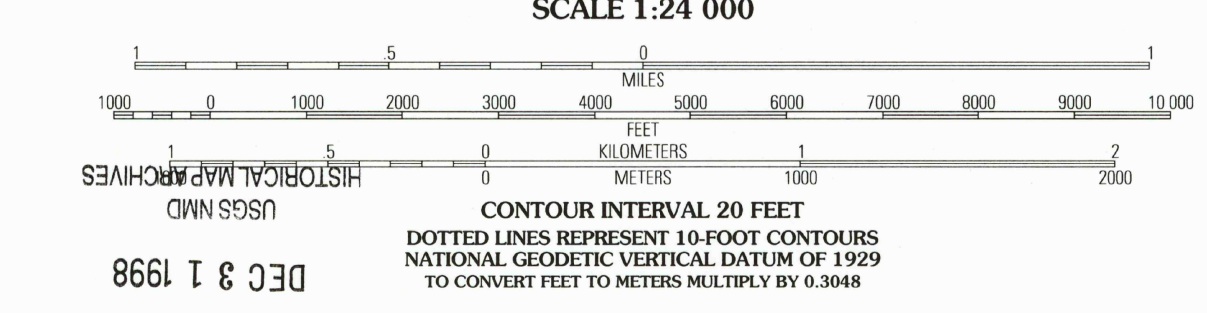 SCALE 1:24 000
1 .5 0 1
MILES
1000 0 1000 2000 3000 4000 5000 6000 7000 8000 9000 10 000
FEET
1 .5 0 KILOMETERS 1 2
0 METERS 1000 2000
HISTORICAL MAP ARCHIVES
USGS NMD
DEC 3 1 1998
CONTOUR INTERVAL 20 FEET
DOTTED LINES REPRESENT 10-FOOT CONTOURS
NATIONAL GEODETIC VERTICAL DATUM OF 1929
TO CONVERT FEET TO METERS MULTIPLY BY 0.3048